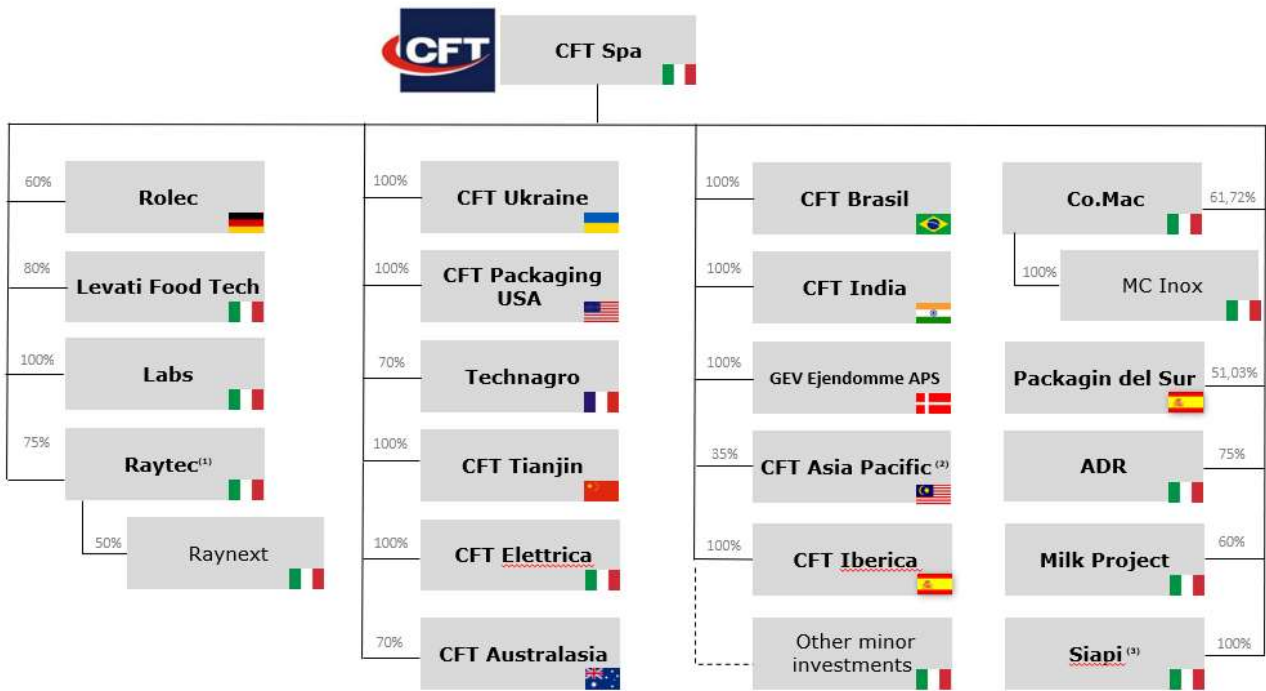 CFT
CFT Spa
60%
Rolec
80%
Levati Food Tech
100%
Labs
75%
Raytec(1)
50%
Raynext
100%
CFT Ukraine
100%
CFT Packaging
USA
70%
Technagro
100%
CFT Tianjin
100%
CFT Elettrica
70%
CFT Australasia
100%
CFT Brasil
100%
CFT India
100%
GEV Ejendomme APS
85%
CFT Asia Pacific (2)
100%
CFT Iberica
Other minor
investments
Co.Mac
61,72%
100%
MC Inox
Packagin del Sur
51,03%
ADR
75%
Milk Project
60%
Siapi (3)
100%